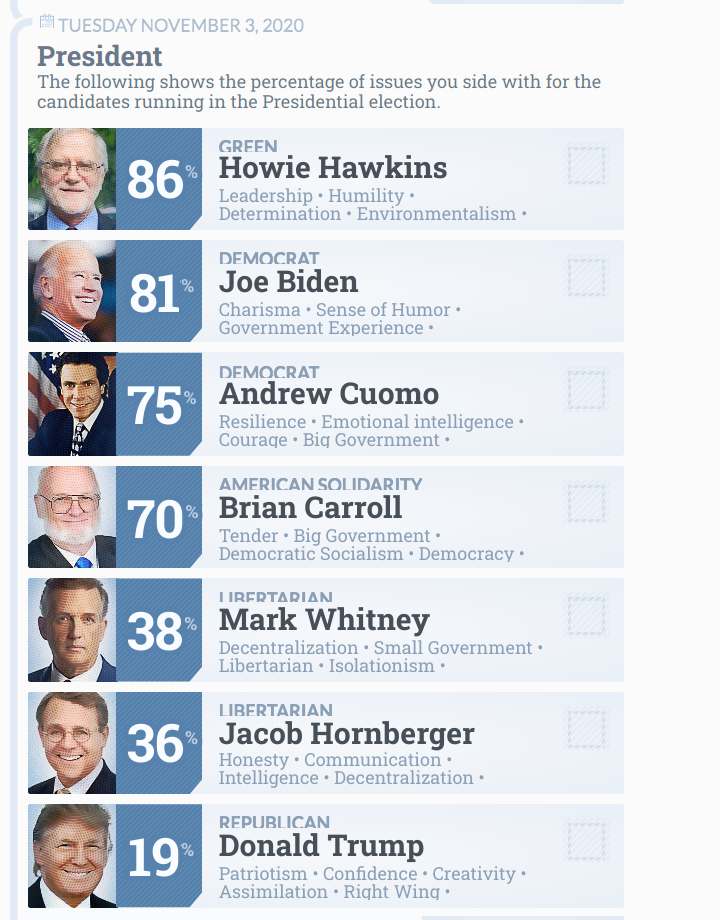 TUESDAY NOVEMBER 3, 2020
President
The following shows the percentage of issues you side with for the
candidates running in the Presidential election.
86%
GREEN
Howie Hawkins
Leadership • Humility •
Determination • Environmentalism •
81%
DEMOCRAT
Joe Biden
Charisma • Sense of Humor •
Government Experience •
75%
DEMOCRAT
Andrew Cuomo
Resilience • Emotional intelligence •
Courage • Big Government •
70%
AMERICAN SOLIDARITY
Brian Carroll
Tender • Big Government •
Democratic Socialism • Democracy •
38%
LIBERTARIAN
Mark Whitney
Decentralization • Small Government •
Libertarian • Isolationism •
36%
LIBERTARIAN
Jacob Hornberger
Honesty • Communication •
Intelligence • Decentralization •
19%
REPUBLICAN
Donald Trump
Patriotism • Confidence • Creativity •
Assimilation • Right Wing •